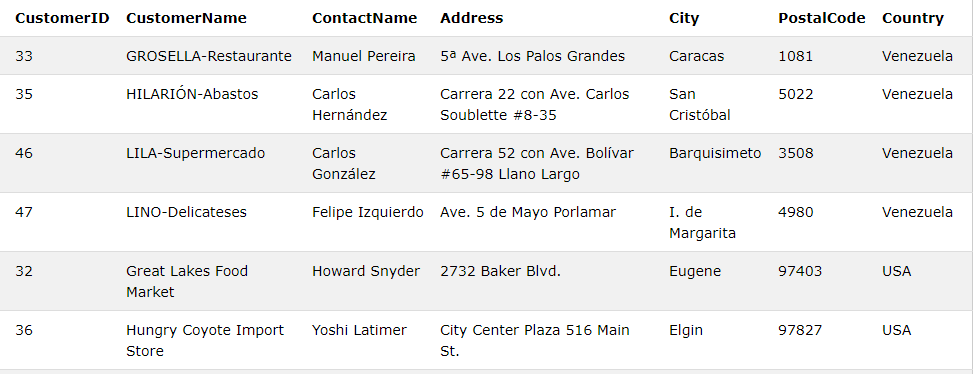 CustomerID CustomerName ContactName Address City PostalCode Country
33 GROSELLA-Restaurante Manuel Pereira 5ª Ave. Los Palos Grandes Caracas 1081 Venezuela
35 HILARIÓN-Abastos Carlos Hernández Carrera 22 con Ave. Carlos Soublette #8-35 San Cristóbal 5022 Venezuela
46 LILA-Supermercado Carlos González Carrera 52 con Ave. Bolívar #65-98 Llano Largo Barquisimeto 3508 Venezuela
47 LINO-Delicateses Felipe Izquierdo Ave. 5 de Mayo Porlamar I. de Margarita 4980 Venezuela
32 Great Lakes Food Market Howard Snyder 2732 Baker Blvd. Eugene 97403 USA
36 Hungry Coyote Import Store Yoshi Latimer City Center Plaza 516 Main St. Elgin 97827 USA